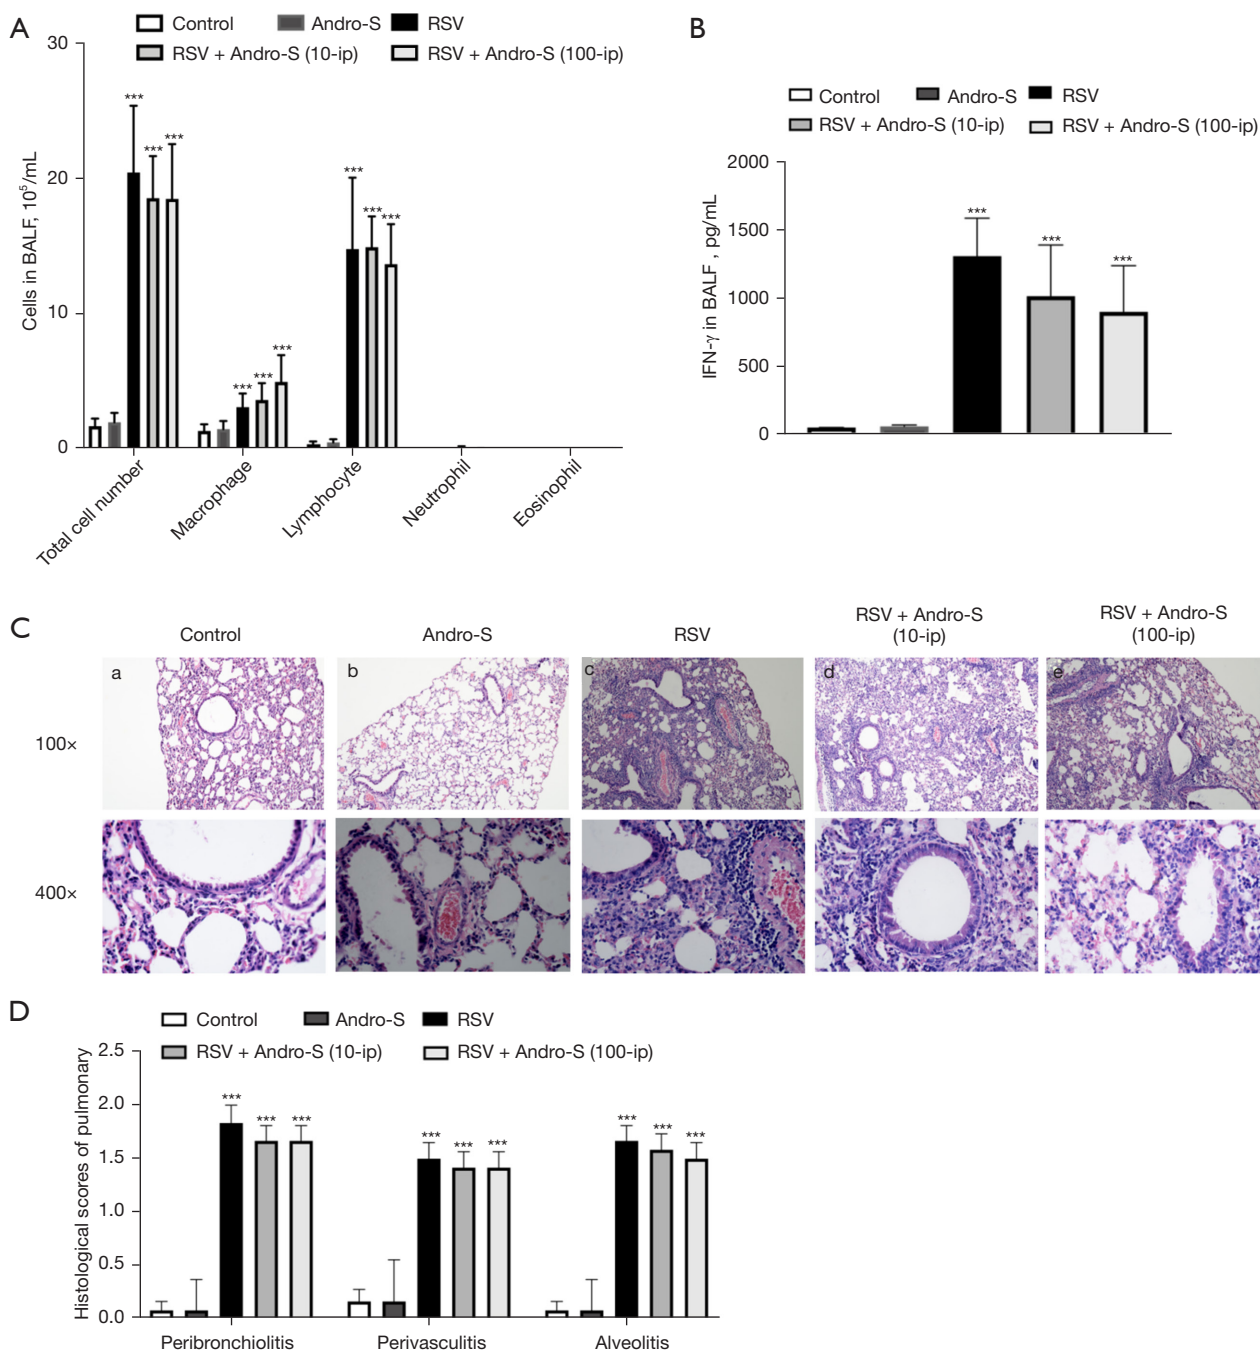 A
Control
Andro-S
RSV
RSV + Andro-S (10-ip)
RSV + Andro-S (100-ip)
Cells in BALF, 10⁵/mL
30
20
10
0
***
***
***
***
***
***
***
***
***
Total cell number
Macrophage
Lymphocyte
Neutrophil
Eosinophil
B
Control
Andro-S
RSV
RSV + Andro-S (10-ip)
RSV + Andro-S (100-ip)
IFN-γ in BALF , pg/mL
2000
1500
1000
500
0
***
***
***
C
Control
Andro-S
RSV
RSV + Andro-S
(10-ip)
RSV + Andro-S
(100-ip)
a
b
c
d
e
100×
400×
D
Control
Andro-S
RSV
RSV + Andro-S (10-ip)
RSV + Andro-S (100-ip)
Histological scores of pulmonary
2.5
2.0
1.5
1.0
0.5
0.0
***
***
***
***
***
***
***
***
***
Peribronchiolitis
Perivasculitis
Alveolitis